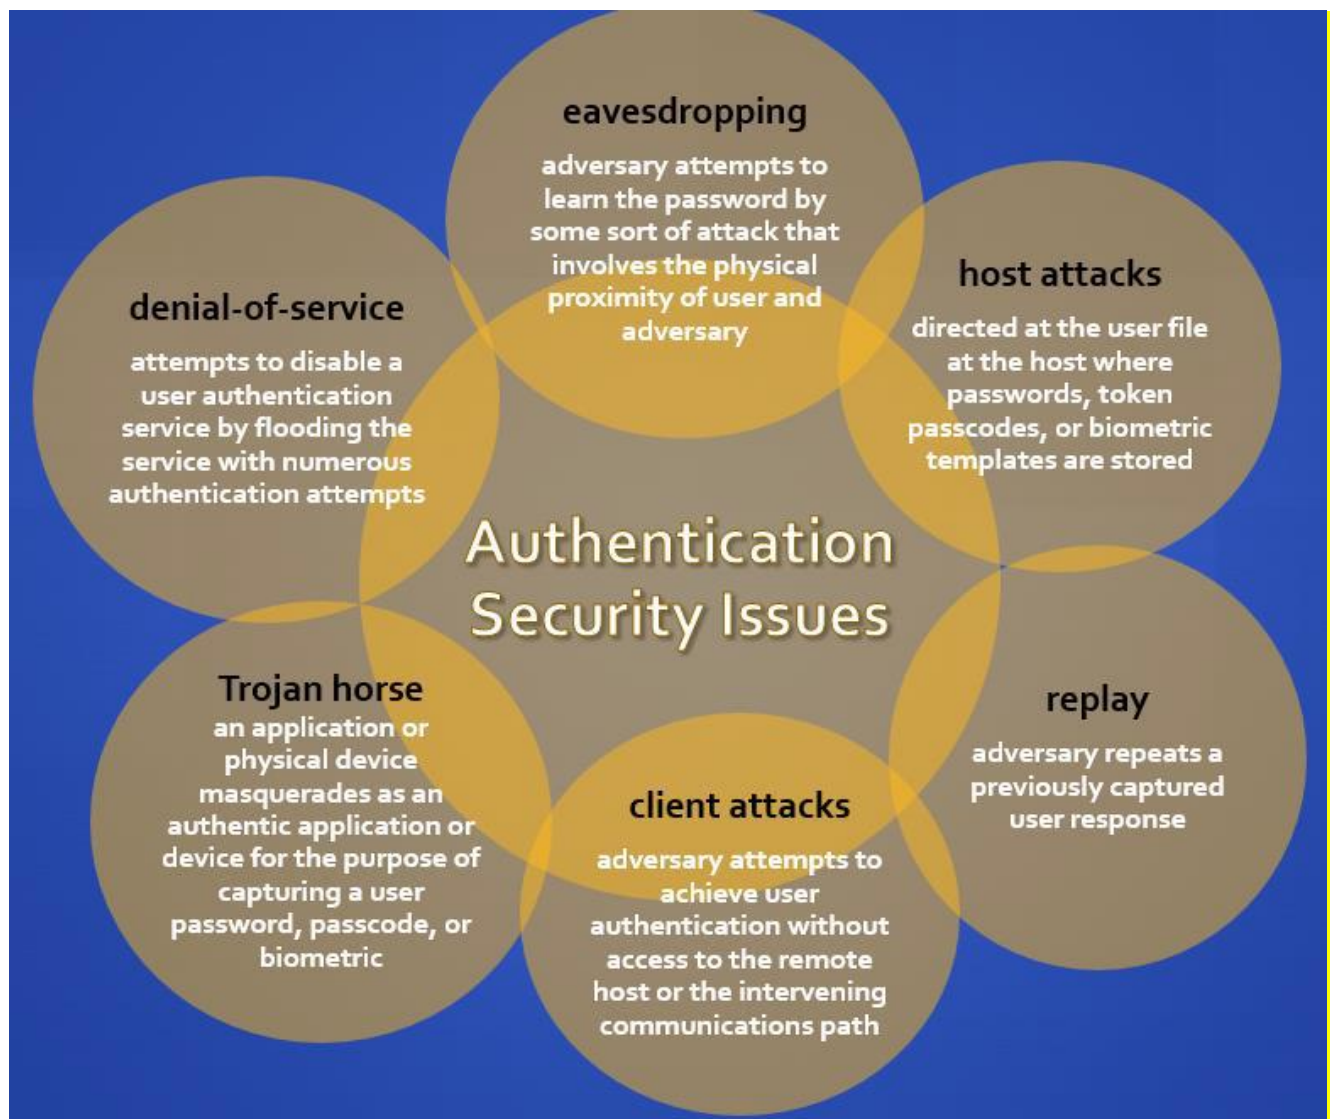 eavesdropping
adversary attempts to
learn the password by
some sort of attack that
involves the physical
proximity of user and
adversary
host attacks
directed at the user file
at the host where
passwords, token
passcodes, or biometric
templates are stored
denial-of-service
attempts to disable a
user authentication
service by flooding the
service with numerous
authentication attempts
Authentication
Security Issues
Trojan horse
an application or
physical device
masquerades as an
authentic application or
device for the purpose of
capturing a user
password, passcode, or
biometric
client attacks
adversary attempts to
achieve user
authentication without
access to the remote
host or the intervening
communications path
replay
adversary repeats a
previously captured
user response